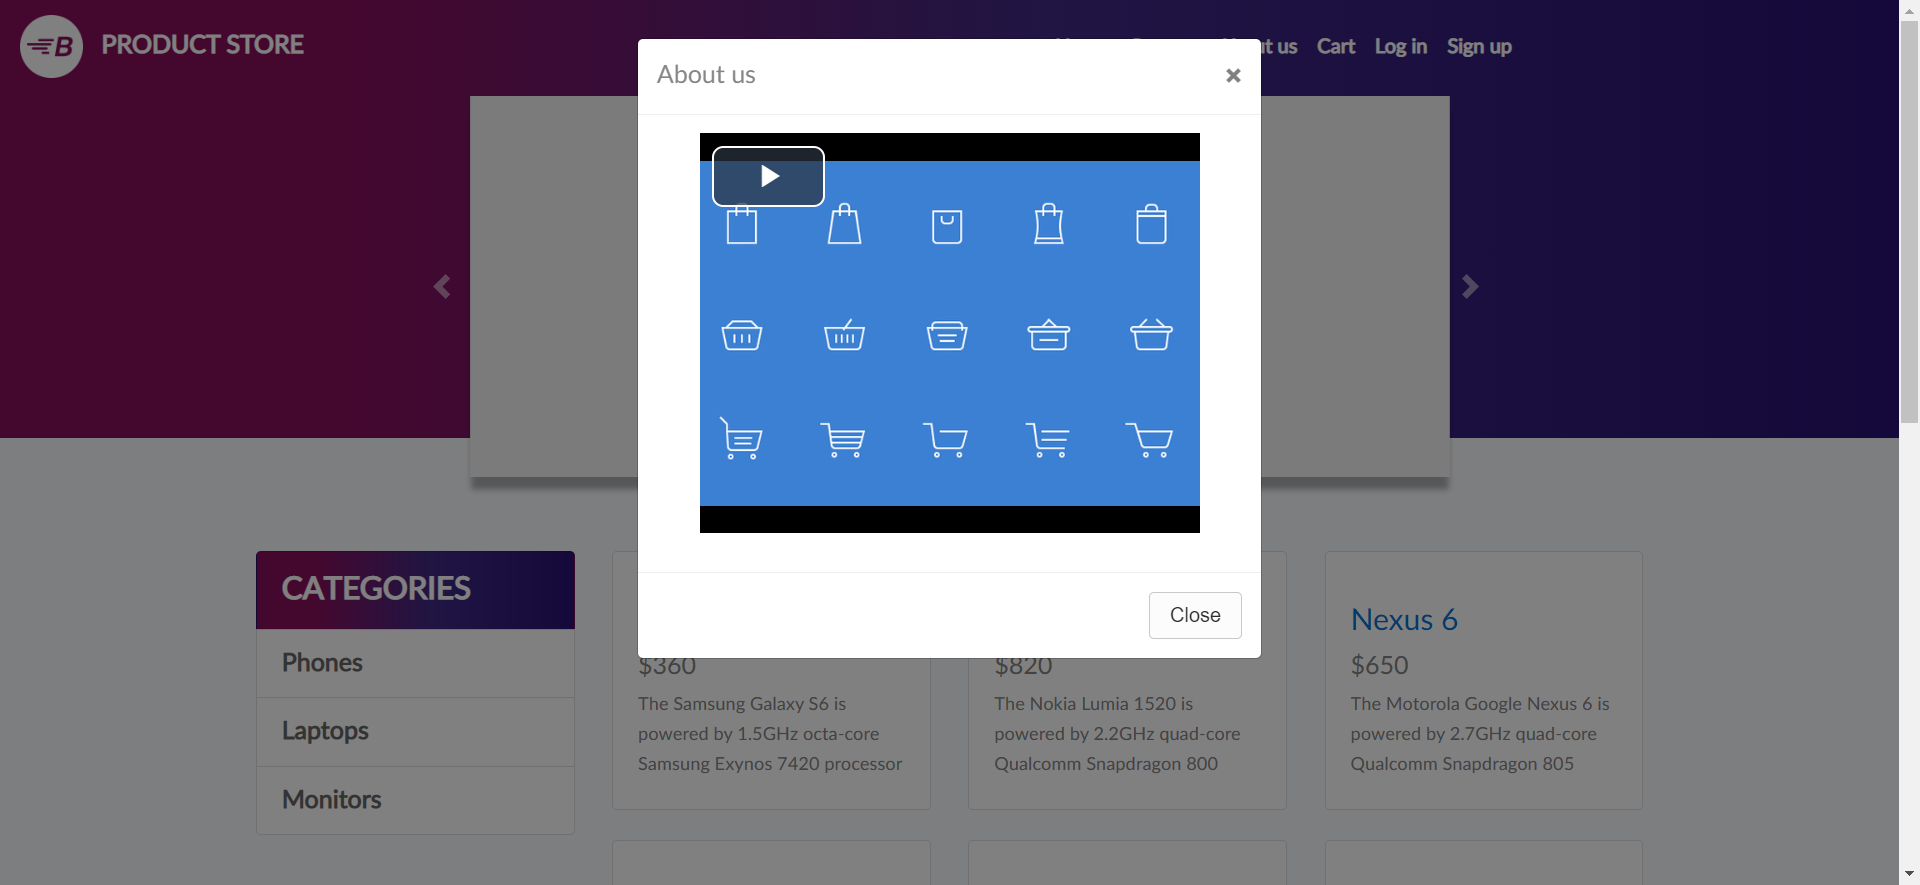 B PRODUCT STORE
ut us Cart Log in Sign up
About us
×
CATEGORIES
Phones
Laptops
Monitors
Close
$360
The Samsung Galaxy S6 is
powered by 1.5GHz octa-core
Samsung Exynos 7420 processor
$820
The Nokia Lumia 1520 is
powered by 2.2GHz quad-core
Qualcomm Snapdragon 800
Nexus 6
$650
The Motorola Google Nexus 6 is
powered by 2.7GHz quad-core
Qualcomm Snapdragon 805